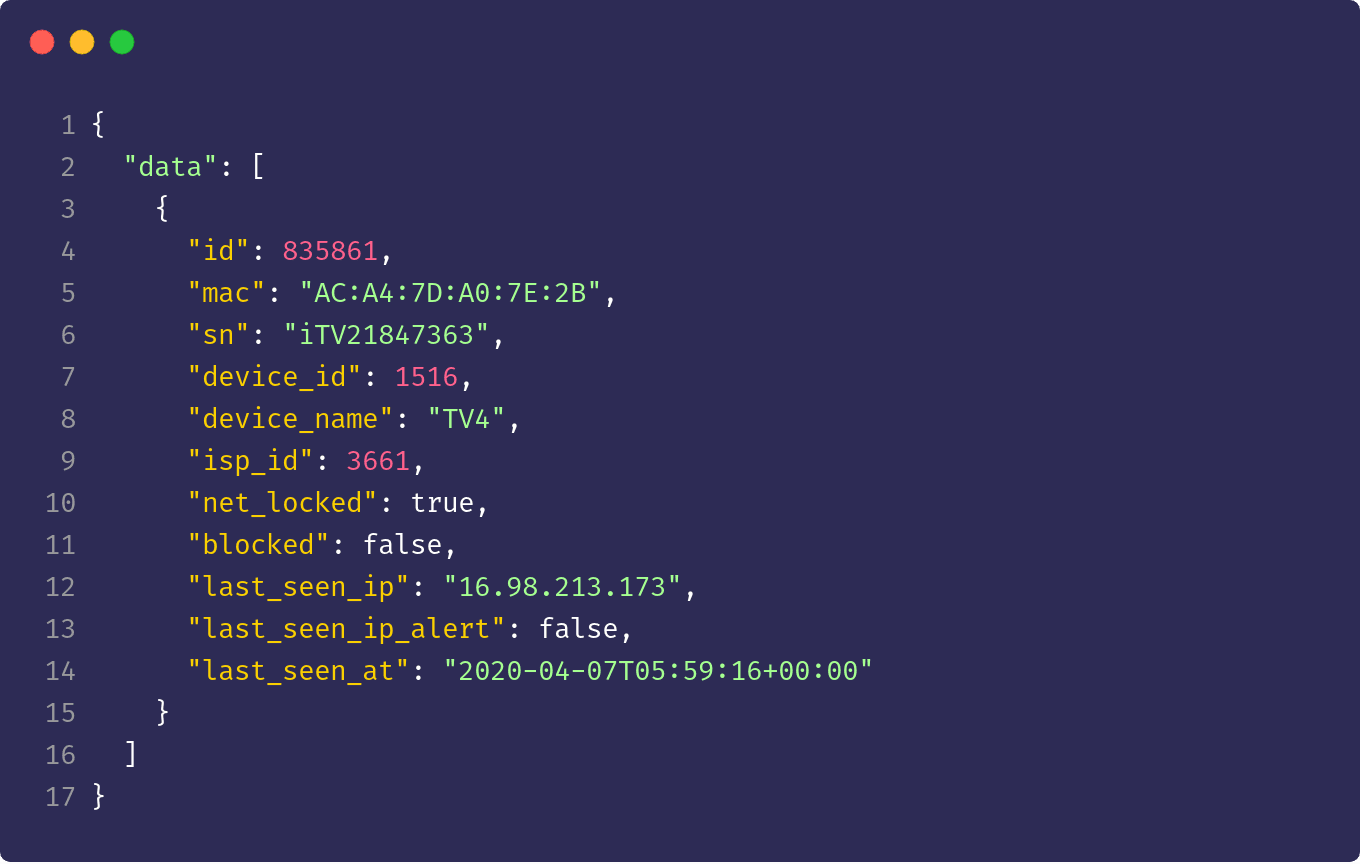 1 {
2   "data": [
3     {
4       "id": 835861,
5       "mac": "AC:A4:7D:A0:7E:2B",
6       "sn": "iTV21847363",
7       "device_id": 1516,
8       "device_name": "TV4",
9       "isp_id": 3661,
10       "net_locked": true,
11       "blocked": false,
12       "last_seen_ip": "16.98.213.173",
13       "last_seen_ip_alert": false,
14       "last_seen_at": "2020-04-07T05:59:16+00:00"
15     }
16   ]
17 }